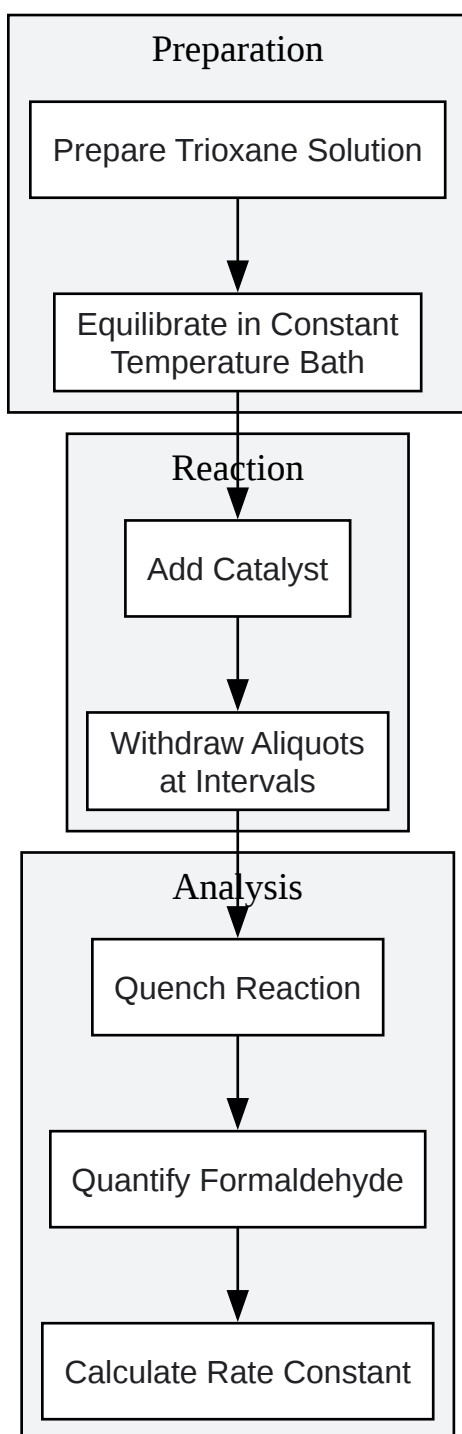 Preparation
Prepare Trioxane Solution
Equilibrate in Constant
Temperature Bath
Reaction
Add Catalyst
Withdraw Aliquots
at Intervals
Analysis
Quench Reaction
Quantify Formaldehyde
Calculate Rate Constant